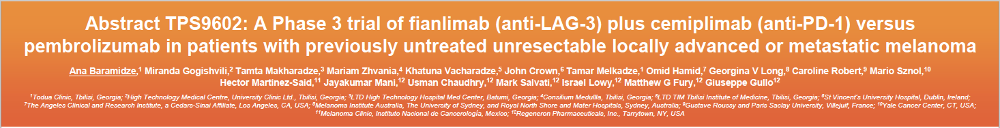 Abstract TPS9602: A Phase 3 trial of fianlimab (anti-LAG-3) plus cemiplimab (anti-PD-1) versus
pembrolizumab in patients with previously untreated unresectable locally advanced or metastatic melanoma
Ana Baramidze,¹ Miranda Gogishvili,² Tamta Makharadze,³ Mariam Zhvania,⁴ Khatuna Vacharadze,⁵ John Crown,⁶ Tamar Melkadze,¹ Omid Hamid,⁷ Georgina V Long,⁸ Caroline Robert,⁹ Mario Sznol,¹⁰
Hector Martinez-Said,¹¹ Jayakumar Mani,¹² Usman Chaudhry,¹² Mark Salvati,¹² Israel Lowy,¹² Matthew G Fury,¹² Giuseppe Gullo¹²
¹Todua Clinic, Tbilisi, Georgia; ²High Technology Medical Centre, University Clinic Ltd., Tbilisi, Georgia; ³LTD High Technology Hospital Med Center, Batumi, Georgia; ⁴Consilium Medullla, Tbilisi, Georgia; ⁵LTD TIM Tbilisi Institute of Medicine, Tbilisi, Georgia; ⁶St Vincent's University Hospital, Dublin, Ireland;
⁷The Angeles Clinical and Research Institute, a Cedars-Sinai Affiliate, Los Angeles, CA, USA; ⁸Melanoma Institute Australia, The University of Sydney, and Royal North Shore and Mater Hospitals, Sydney, Australia; ⁹Gustave Roussy and Paris Saclay University, Villejuif, France; ¹⁰Yale Cancer Center, CT, USA;
¹¹Melanoma Clinic, Instituto Nacional de Cancerología, Mexico; ¹²Regeneron Pharmaceuticals, Inc., Tarrytown, NY, USA